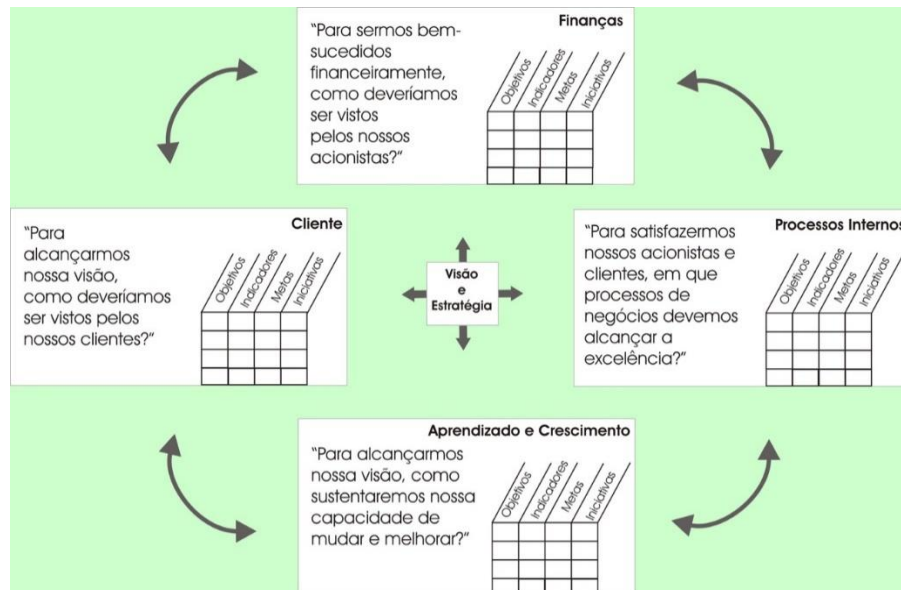 Finanças
"Para sermos bem-
sucedidos
financeiramente,
como deveríamos
ser vistos
pelos nossos
acionistas?"
Objetivos
Indicadores
Metas
Iniciativas
Cliente
"Para
alcançarmos
nossa visão,
como deveríamos
ser vistos pelos
nossos clientes?"
Objetivos
Indicadores
Metas
Iniciativas
Visão
e
Estratégia
Processos Internos
"Para satisfazermos
nossos acionistas e
clientes, em que
processos de
negócios devemos
alcançar a
excelência?"
Objetivos
Indicadores
Metas
Iniciativas
Aprendizado e Crescimento
"Para alcançarmos
nossa visão, como
sustentaremos nossa
capacidade de
mudar e melhorar?"
Objetivos
Indicadores
Metas
Iniciativas